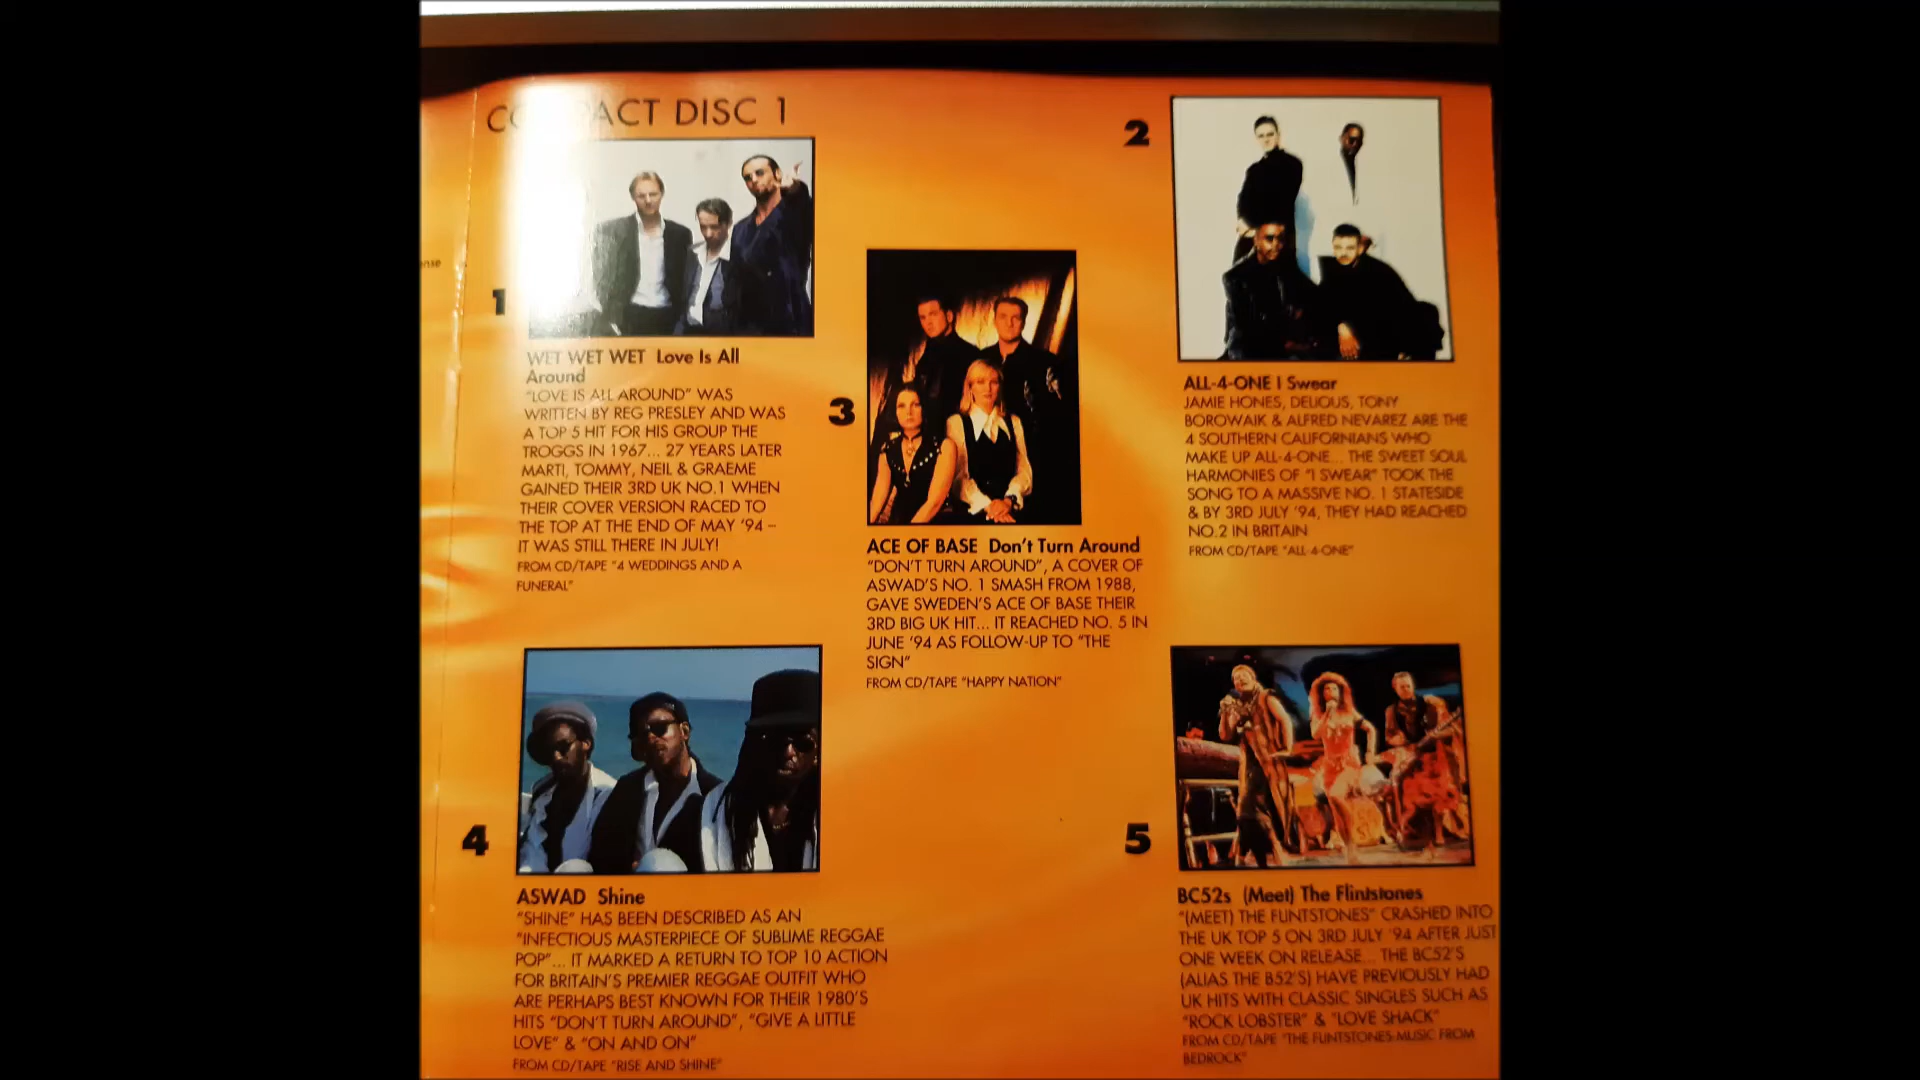 COMPACT DISC 1
1
WET WET WET Love Is All
Around
"LOVE IS ALL AROUND" WAS
WRITTEN BY REG PRESLEY AND WAS
A TOP 5 HIT FOR HIS GROUP THE
TROGGS IN 1967... 27 YEARS LATER
MARTI, TOMMY, NEIL & GRAEME
GAINED THEIR 3RD UK NO.1 WHEN
THEIR COVER VERSION RACED TO
THE TOP AT THE END OF MAY '94 –
IT WAS STILL THERE IN JULY!
FROM CD/TAPE "4 WEDDINGS AND A
FUNERAL"
2
ALL-4-ONE I Swear
JAMIE HONES, DELIOUS, TONY
BOROWAIK & ALFRED NEVAREZ ARE THE
4 SOUTHERN CALIFORNIANS WHO
MAKE UP ALL-4-ONE... THE SWEET SOUL
HARMONIES OF "I SWEAR" TOOK THE
SONG TO A MASSIVE NO. 1 STATESIDE
& BY 3RD JULY '94, THEY HAD REACHED
NO.2 IN BRITAIN
FROM CD/TAPE "ALL-4-ONE"
3
ACE OF BASE Don't Turn Around
"DON'T TURN AROUND", A COVER OF
ASWAD'S NO. 1 SMASH FROM 1988,
GAVE SWEDEN'S ACE OF BASE THEIR
3RD BIG UK HIT... IT REACHED NO. 5 IN
JUNE '94 AS FOLLOW-UP TO "THE
SIGN"
FROM CD/TAPE "HAPPY NATION"
4
ASWAD Shine
"SHINE" HAS BEEN DESCRIBED AS AN
"INFECTIOUS MASTERPIECE OF SUBLIME REGGAE
POP"... IT MARKED A RETURN TO TOP 10 ACTION
FOR BRITAIN'S PREMIER REGGAE OUTFIT WHO
ARE PERHAPS BEST KNOWN FOR THEIR 1980'S
HITS "DON'T TURN AROUND", "GIVE A LITTLE
LOVE" & "ON AND ON"
FROM CD/TAPE "RISE AND SHINE"
5
BC52s (Meet) The Flintstones
"(MEET) THE FLINTSTONES" CRASHED INTO
THE UK TOP 5 ON 3RD JULY '94 AFTER JUST
ONE WEEK ON RELEASE... THE BC52'S
(ALIAS THE B52'S) HAVE PREVIOUSLY HAD
UK HITS WITH CLASSIC SINGLES SUCH AS
"ROCK LOBSTER" & "LOVE SHACK"
FROM CD/TAPE "THE FLINTSTONES:MUSIC FROM
BEDROCK"